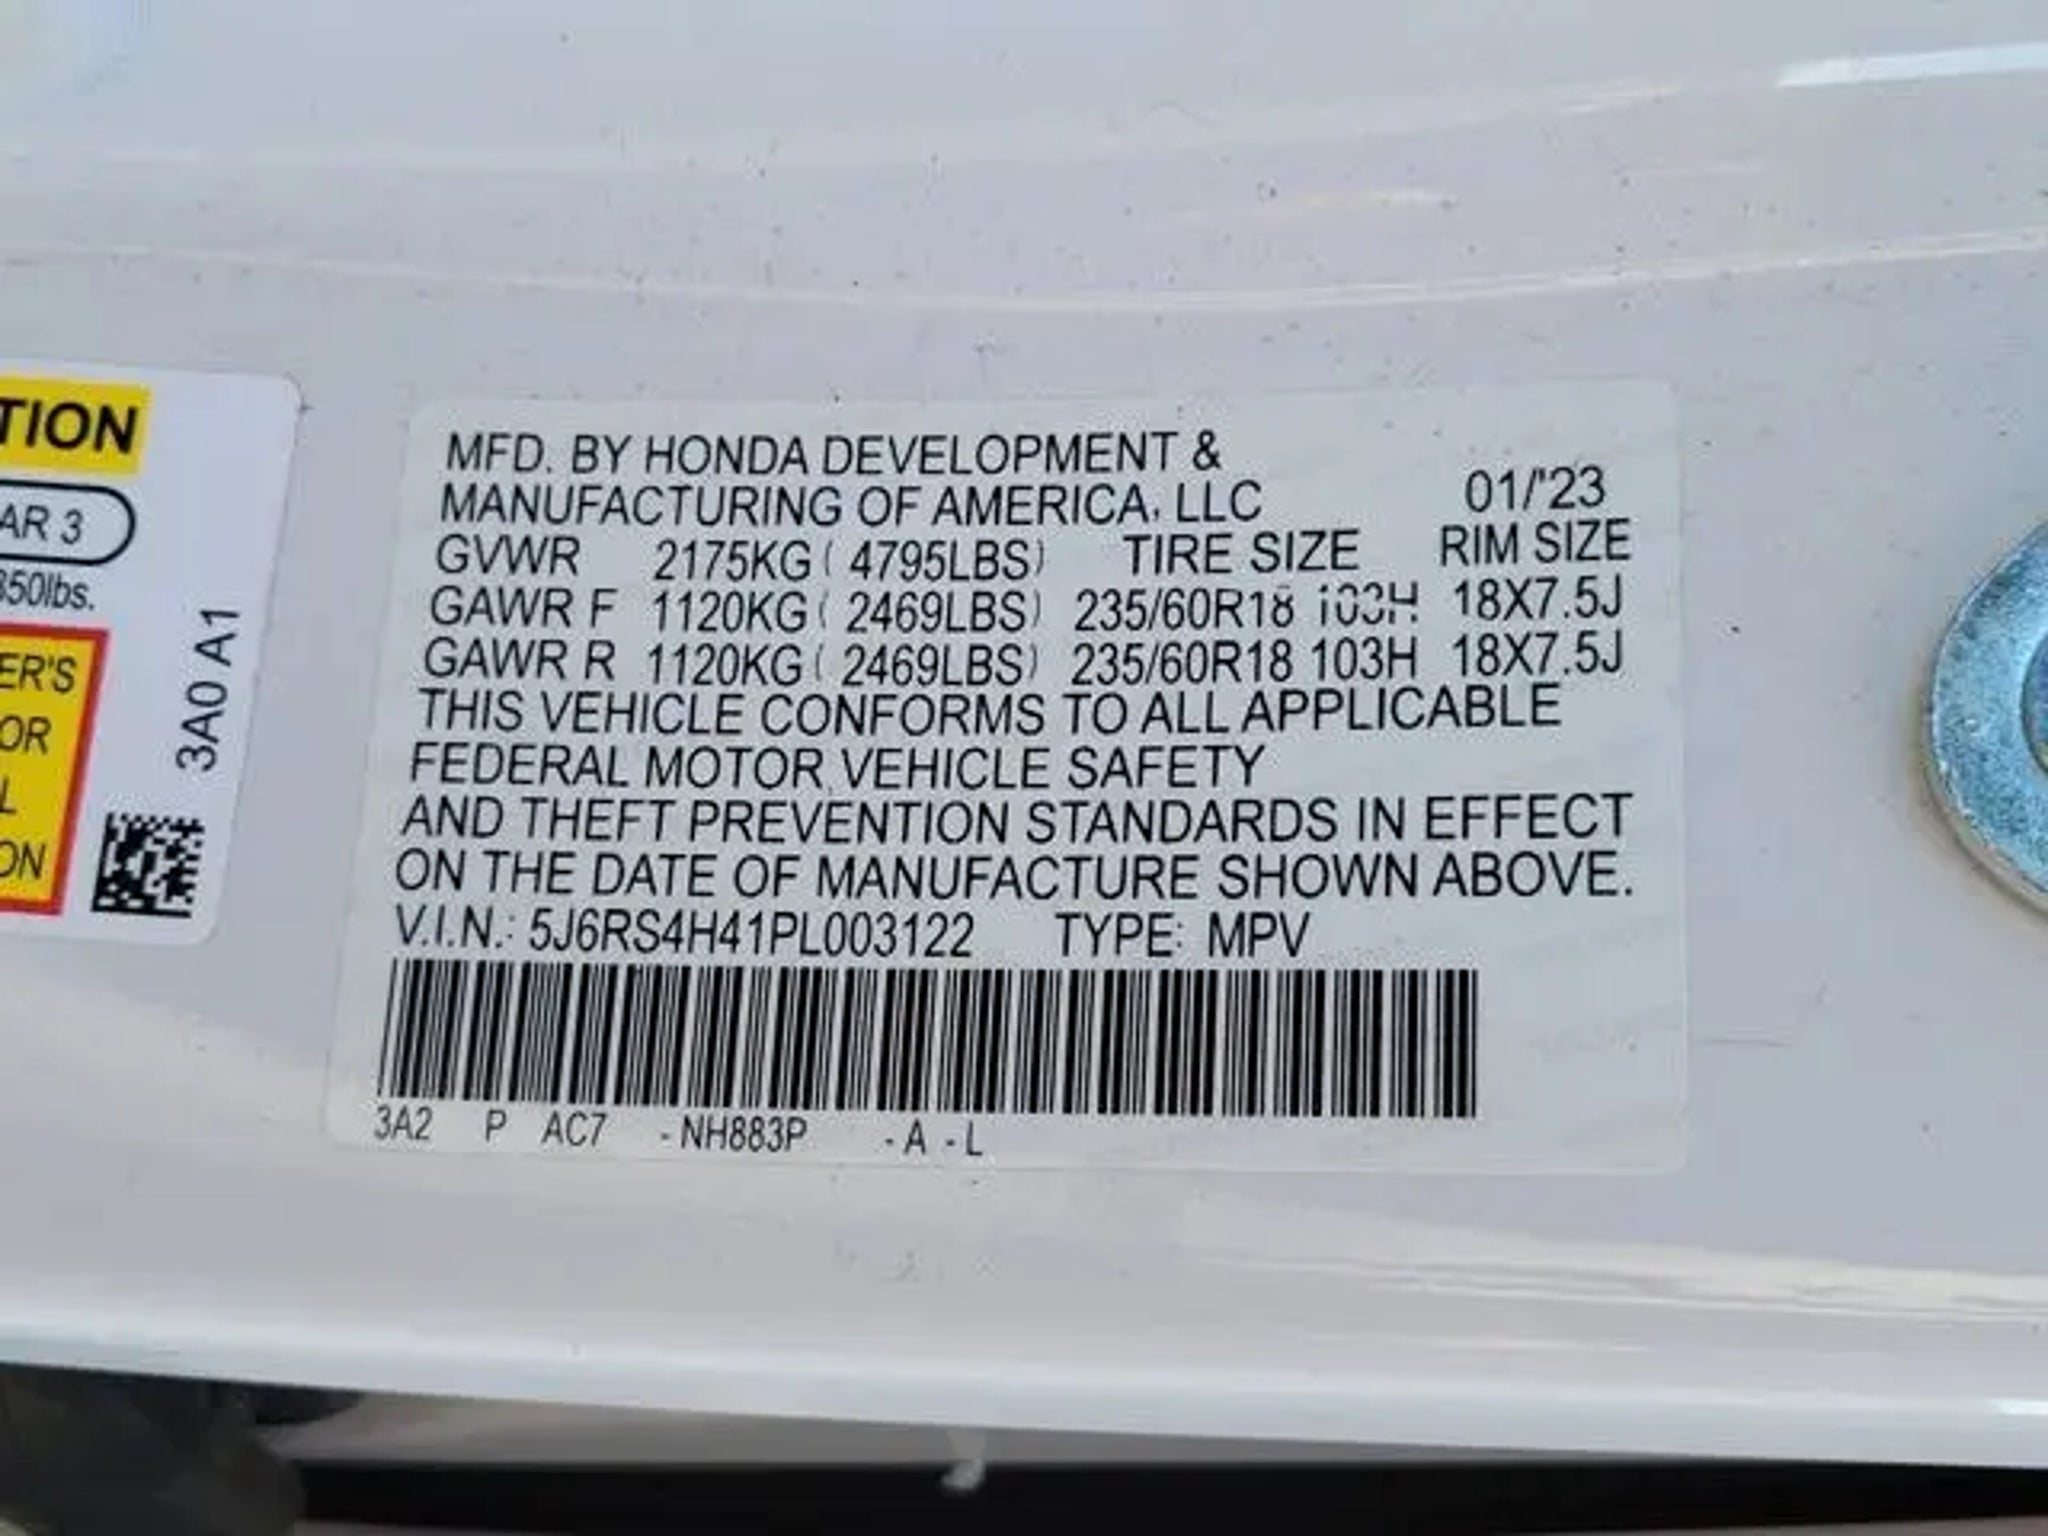 TION
AR 3
350lbs.
ER'S
OR
L
ON
3A0 A1
MFD. BY HONDA DEVELOPMENT &
MANUFACTURING OF AMERICA, LLC 01/'23
GVWR 2175KG ( 4795LBS) TIRE SIZE RIM SIZE
GAWR F 1120KG ( 2469LBS) 235/60R18 103H 18X7.5J
GAWR R 1120KG ( 2469LBS) 235/60R18 103H 18X7.5J
THIS VEHICLE CONFORMS TO ALL APPLICABLE
FEDERAL MOTOR VEHICLE SAFETY
AND THEFT PREVENTION STANDARDS IN EFFECT
ON THE DATE OF MANUFACTURE SHOWN ABOVE.
V.I.N.: 5J6RS4H41PL003122 TYPE: MPV
3A2 P AC7 - NH883P - A - L